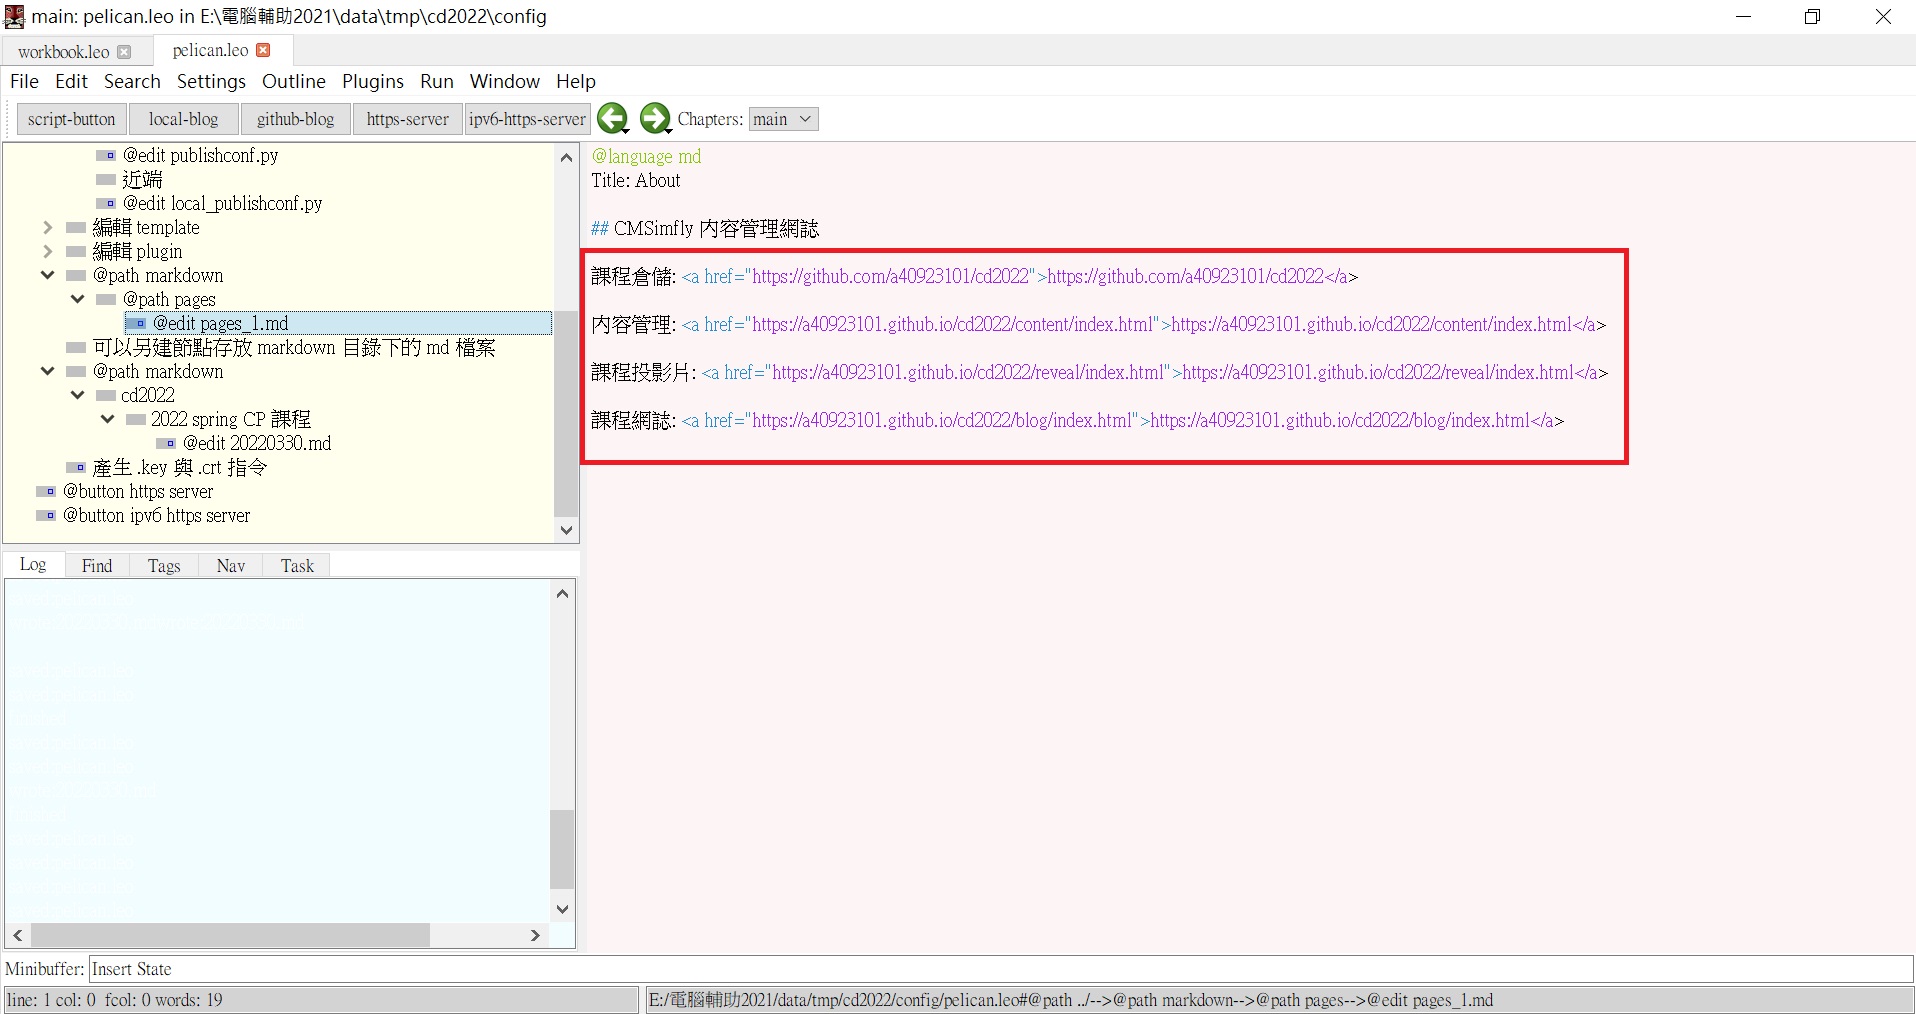 main: pelican.leo in E:\電腦輔助2021\data\tmp\cd2022\config
workbook.leo
pelican.leo
File Edit Search Settings Outline Plugins Run Window Help
script-button local-blog github-blog https-server ipv6-https-server Chapters: main
@edit publishconf.py
近端
@edit local_publishconf.py
編輯 template
編輯 plugin
@path markdown
@path pages
@edit pages_1.md
可以另建節點存放 markdown 目錄下的 md 檔案
@path markdown
cd2022
2022 spring CP 課程
@edit 20220330.md
產生 .key 與 .crt 指令
@button https server
@button ipv6 https server
@language md
Title: About
## CMSimfly 內容管理網誌
課程倉儲: <a href="https://github.com/a40923101/cd2022">https://github.com/a40923101/cd2022</a>
內容管理: <a href="https://a40923101.github.io/cd2022/content/index.html">https://a40923101.github.io/cd2022/content/index.html</a>
課程投影片: <a href="https://a40923101.github.io/cd2022/reveal/index.html">https://a40923101.github.io/cd2022/reveal/index.html</a>
課程網誌: <a href="https://a40923101.github.io/cd2022/blog/index.html">https://a40923101.github.io/cd2022/blog/index.html</a>
Log Find Tags Nav Task
Minibuffer: Insert State
line: 1 col: 0 fcol: 0 words: 19
E:/電腦輔助2021/data/tmp/cd2022/config/pelican.leo#@path ../-->@path markdown-->@path pages-->@edit pages_1.md